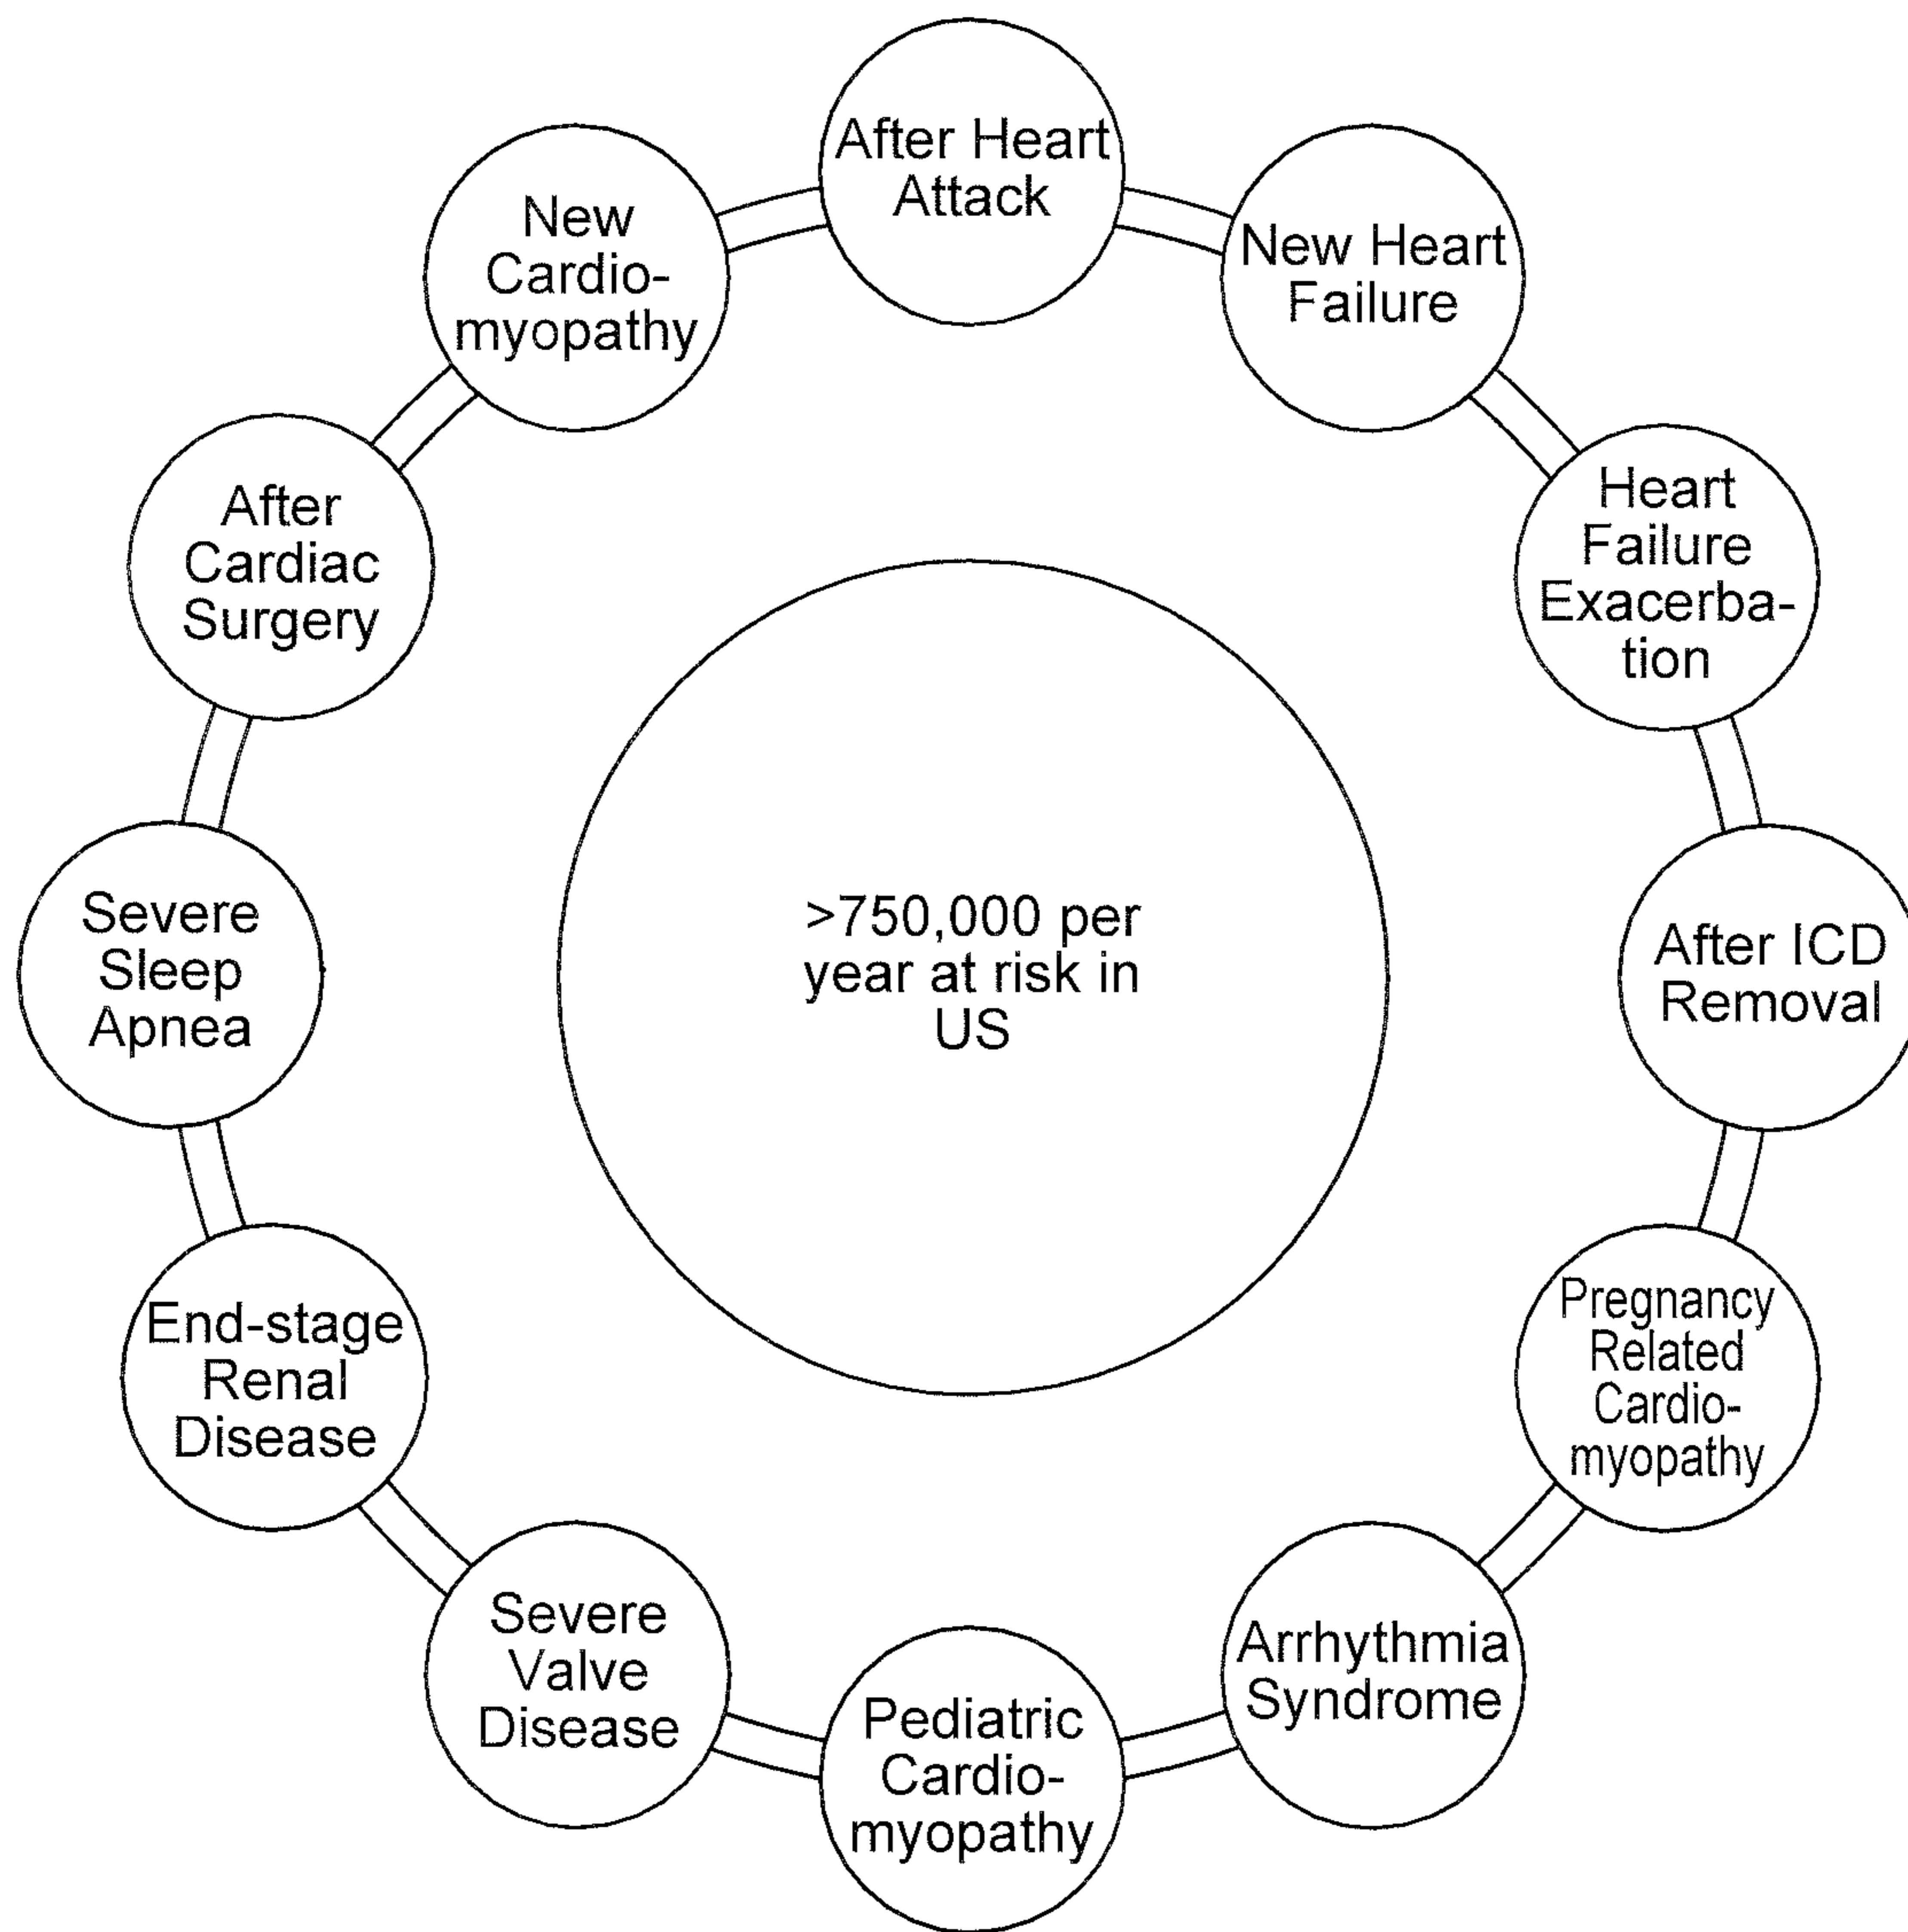 After Heart
Attack
New Heart
Failure
Heart
Failure
Exacerba-
tion
After ICD
Removal
Pregnancy
Related
Cardio-
myopathy
Arrhythmia
Syndrome
Pediatric
Cardio-
myopathy
Severe
Valve
Disease
End-stage
Renal
Disease
Severe
Sleep
Apnea
After
Cardiac
Surgery
New
Cardio-
myopathy
>750,000 per
year at risk in
US